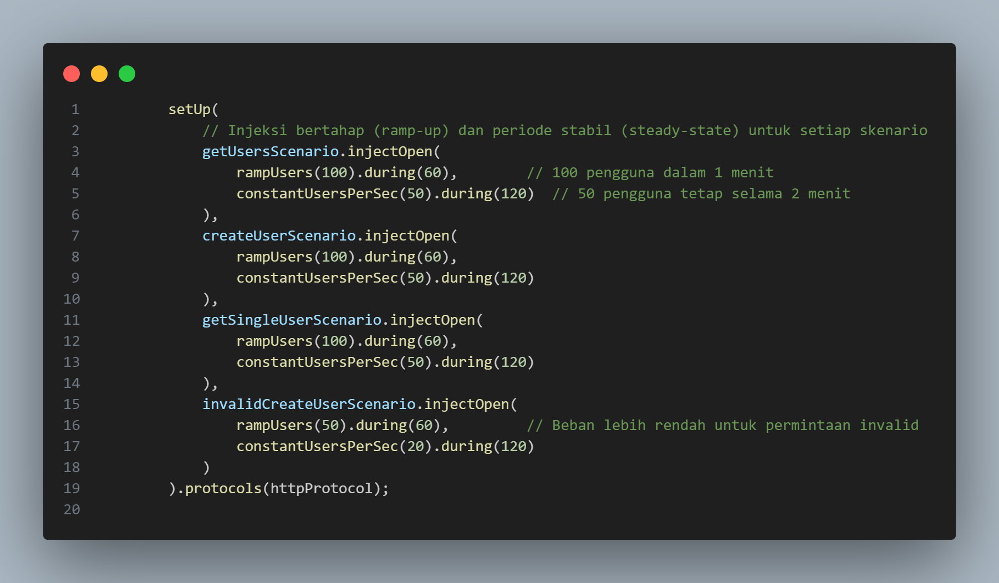 1 setUp(
2 // Injeksi bertahap (ramp-up) dan periode stabil (steady-state) untuk setiap skenario
3 getUsersScenario.injectOpen(
4 rampUsers(100).during(60), // 100 pengguna dalam 1 menit
5 constantUsersPerSec(50).during(120) // 50 pengguna tetap selama 2 menit
6 ),
7 createUserScenario.injectOpen(
8 rampUsers(100).during(60),
9 constantUsersPerSec(50).during(120)
10 ),
11 getSingleUserScenario.injectOpen(
12 rampUsers(100).during(60),
13 constantUsersPerSec(50).during(120)
14 ),
15 invalidCreateUserScenario.injectOpen(
16 rampUsers(50).during(60), // Beban lebih rendah untuk permintaan invalid
17 constantUsersPerSec(20).during(120)
18 )
19 ).protocols(httpProtocol);
20